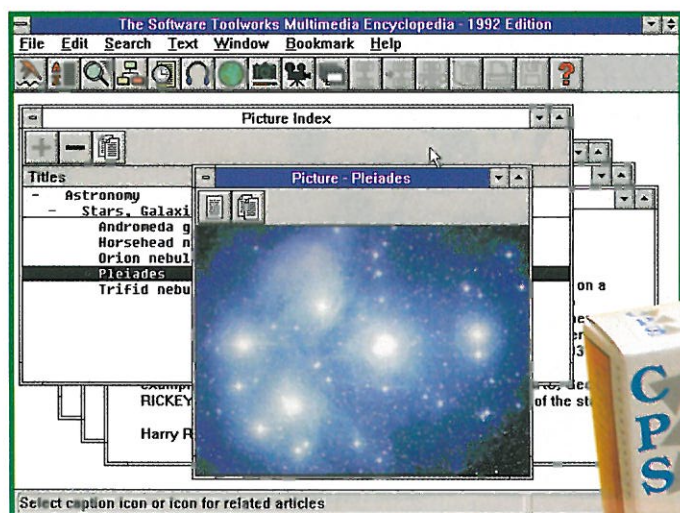 The Software Toolworks Multimedia Encyclopedia - 1992 Edition
File Edit Search Text Window Bookmark Help
Picture Index
Titles
Picture - Pleiades
- Astronomy
- Stars, Galaxi
Andromeda g
Horsehead n
Orion nebul
Pleiades
Trifid nebu
on a
RICKEY
of the st
Harry R
CPS
Select caption icon or icon for related articles